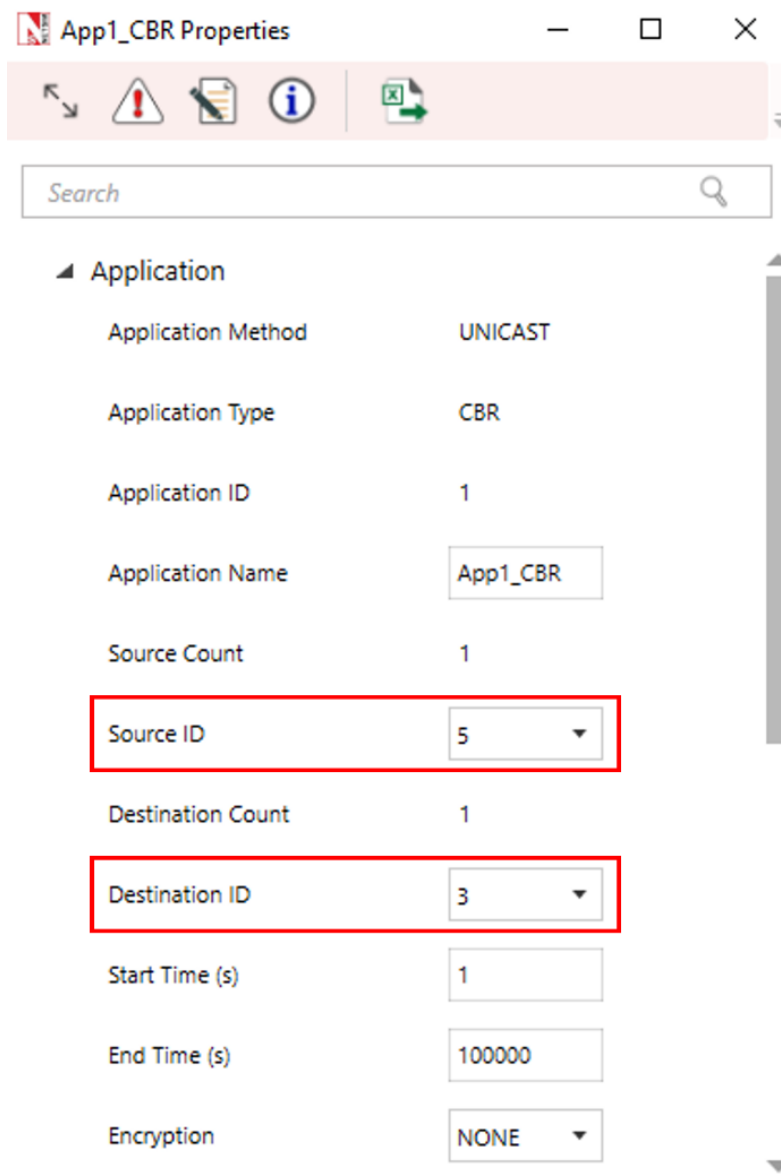 App1_CBR Properties
Search
Application
Application Method UNICAST
Application Type CBR
Application ID 1
Application Name App1_CBR
Source Count 1
Source ID 5
Destination Count 1
Destination ID 3
Start Time (s) 1
End Time (s) 100000
Encryption NONE